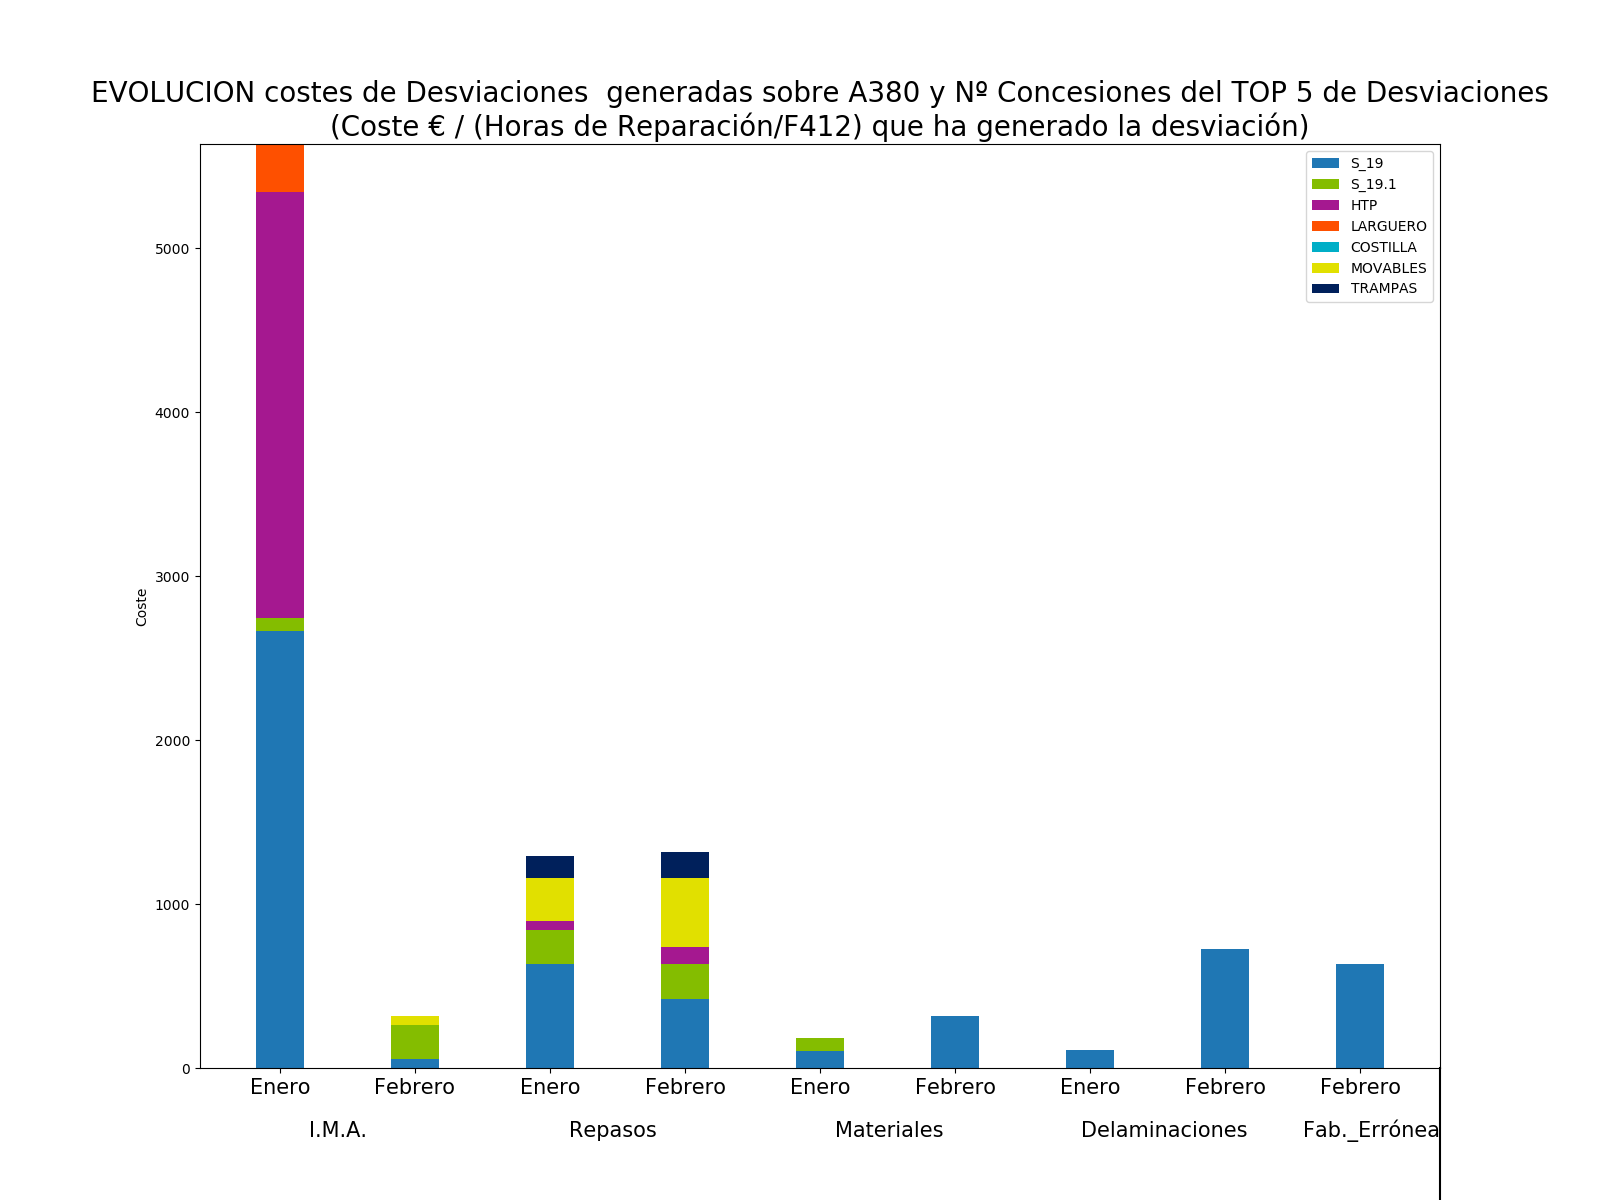 EVOLUCION costes de Desviaciones  generadas sobre A380 y Nº Concesiones del TOP 5 de Desviaciones
(Coste € / (Horas de Reparación/F412) que ha generado la desviación)
S_19
S_19.1
HTP
LARGUERO
COSTILLA
MOVABLES
TRAMPAS
5000
4000
3000
2000
1000
0
Coste
Enero Febrero Enero Febrero Enero Febrero Enero Febrero Febrero
I.M.A. Repasos Materiales Delaminaciones Fab._Errónea